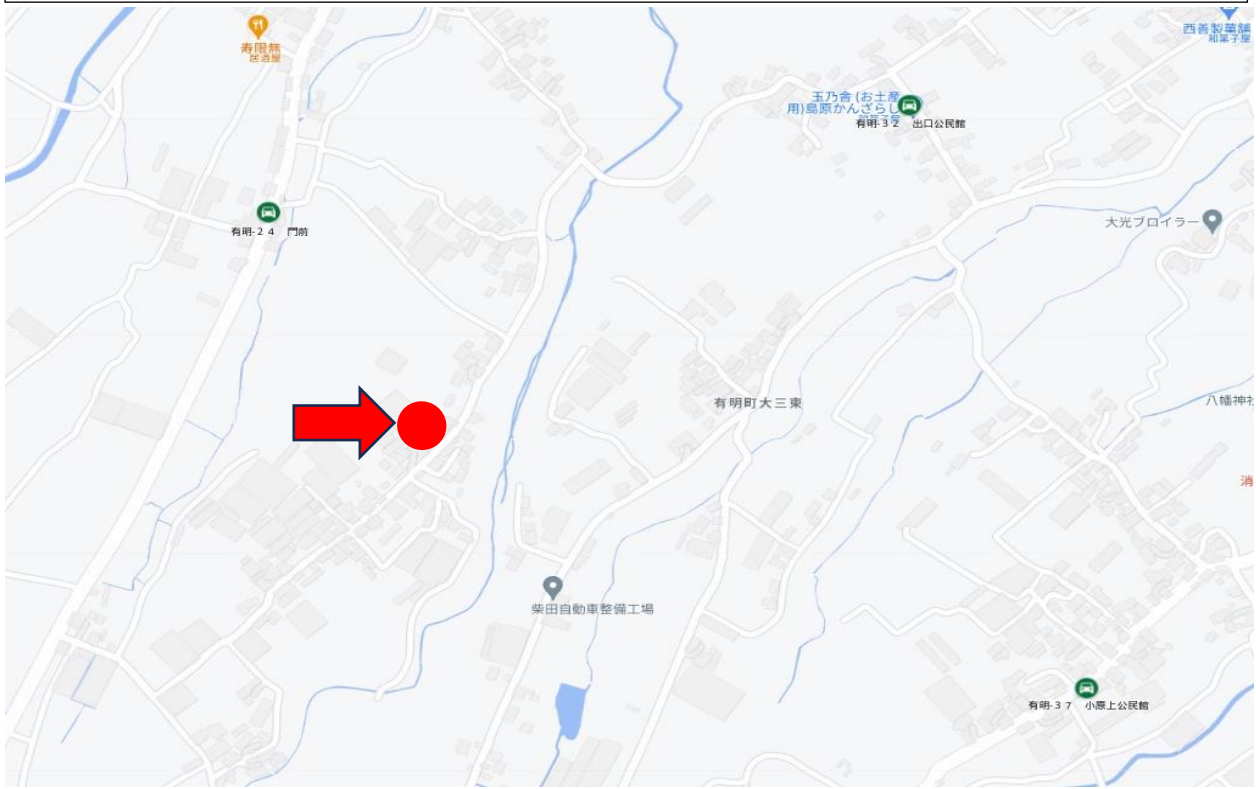 寿限無
居酒屋
西善製菓舗
和菓子屋
玉乃舎 (お土産
用)島原かんざらし
有明-32 出口公民館
大光ブロイラー
有明-24 門前
有明町大三東
八幡神社
消
柴田自動車整備工場
有明-37 小原上公民館